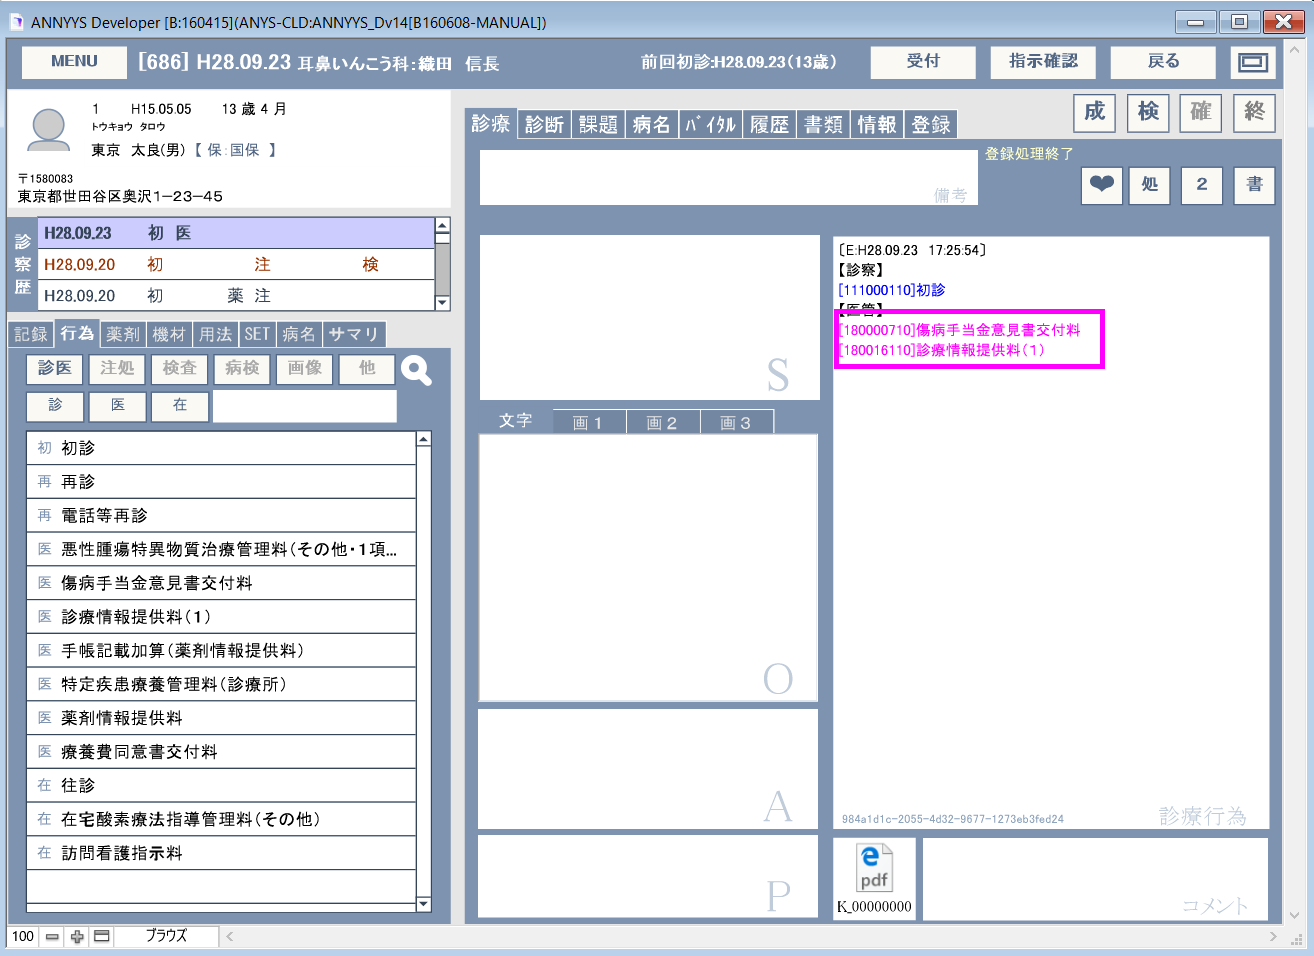 ANNYYS Developer [B:160415](ANYS-CLD:ANNYYS_Dv14[B160608-MANUAL])
MENU
[686] H28.09.23 耳鼻いんこう科:織田 信長
前回初診:H28.09.23(13歳)
受付
指示確認
戻る
1 H15.05.05 13 歳 4 月
トウキョウ タロウ
東京 太良(男) 【 保:国保 】
〒1580083
東京都世田谷区奥沢1-23-45
診察歴
H28.09.23 初 医
H28.09.20 初 注 検
H28.09.20 初 薬 注
記録 行為 薬剤 機材 用法 SET 病名 サマリ
診医 注処 検査 病検 画像 他
診 医 在
初 初診
再 再診
再 電話等再診
医 悪性腫瘍特異物質治療管理料(その他・1項...
医 傷病手当金意見書交付料
医 診療情報提供料(1)
医 手帳記載加算(薬剤情報提供料)
医 特定疾患療養管理料(診療所)
医 薬剤情報提供料
医 療養費同意書交付料
在 往診
在 在宅酸素療法指導管理料(その他)
在 訪問看護指示料
診療 診断 課題 病名 バイタル 履歴 書類 情報 登録
成 検 確 終
備考
登録処理終了
❤ 処 2 書
S
文字 画1 画2 画3
O
A
P
〔E:H28.09.23 17:25:54〕
【診察】
[111000110]初診
【医管】
[180000710]傷病手当金意見書交付料
[180016110]診療情報提供料(1)
984a1d1c-2055-4d32-9677-1273eb3fed24
診療行為
pdf
K_00000000
コメント
100
ブラウズ